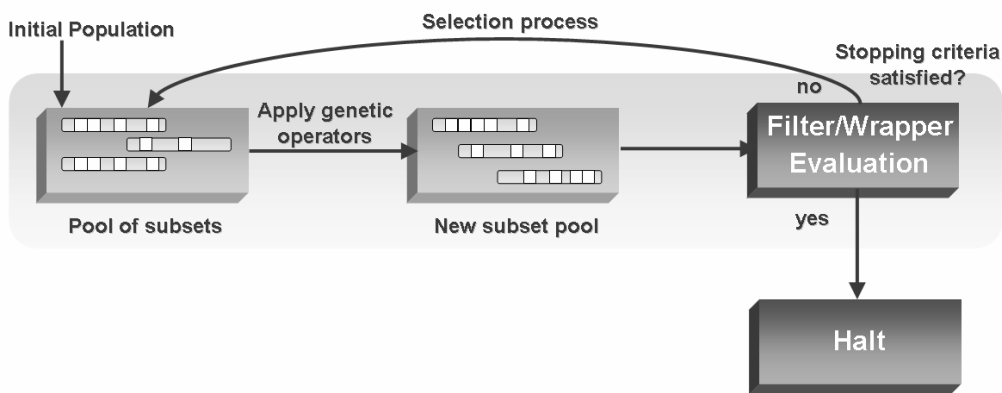 Selection process
Initial Population
Stopping criteria
satisfied?
no
Apply genetic
operators
Filter/Wrapper
Evaluation
Pool of subsets
New subset pool
yes
Halt